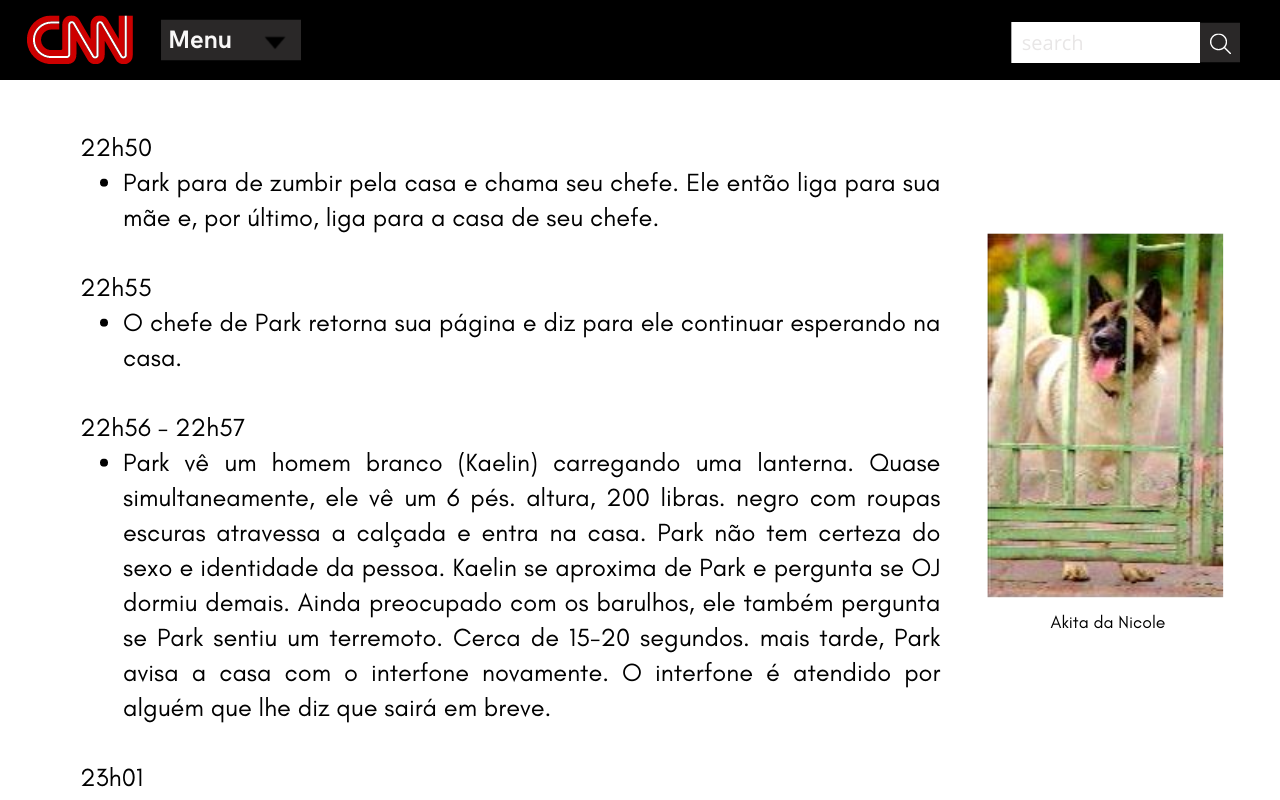 CNN
Menu
search
22h50
• Park para de zumbir pela casa e chama seu chefe. Ele então liga para sua
mãe e, por último, liga para a casa de seu chefe.
22h55
• O chefe de Park retorna sua página e diz para ele continuar esperando na
casa.
22h56 - 22h57
• Park vê um homem branco (Kaelin) carregando uma lanterna. Quase
simultaneamente, ele vê um 6 pés. altura, 200 libras. negro com roupas
escuras atravessa a calçada e entra na casa. Park não tem certeza do
sexo e identidade da pessoa. Kaelin se aproxima de Park e pergunta se OJ
dormiu demais. Ainda preocupado com os barulhos, ele também pergunta
se Park sentiu um terremoto. Cerca de 15-20 segundos. mais tarde, Park
avisa a casa com o interfone novamente. O interfone é atendido por
alguém que lhe diz que sairá em breve.
23h01
Akita da Nicole